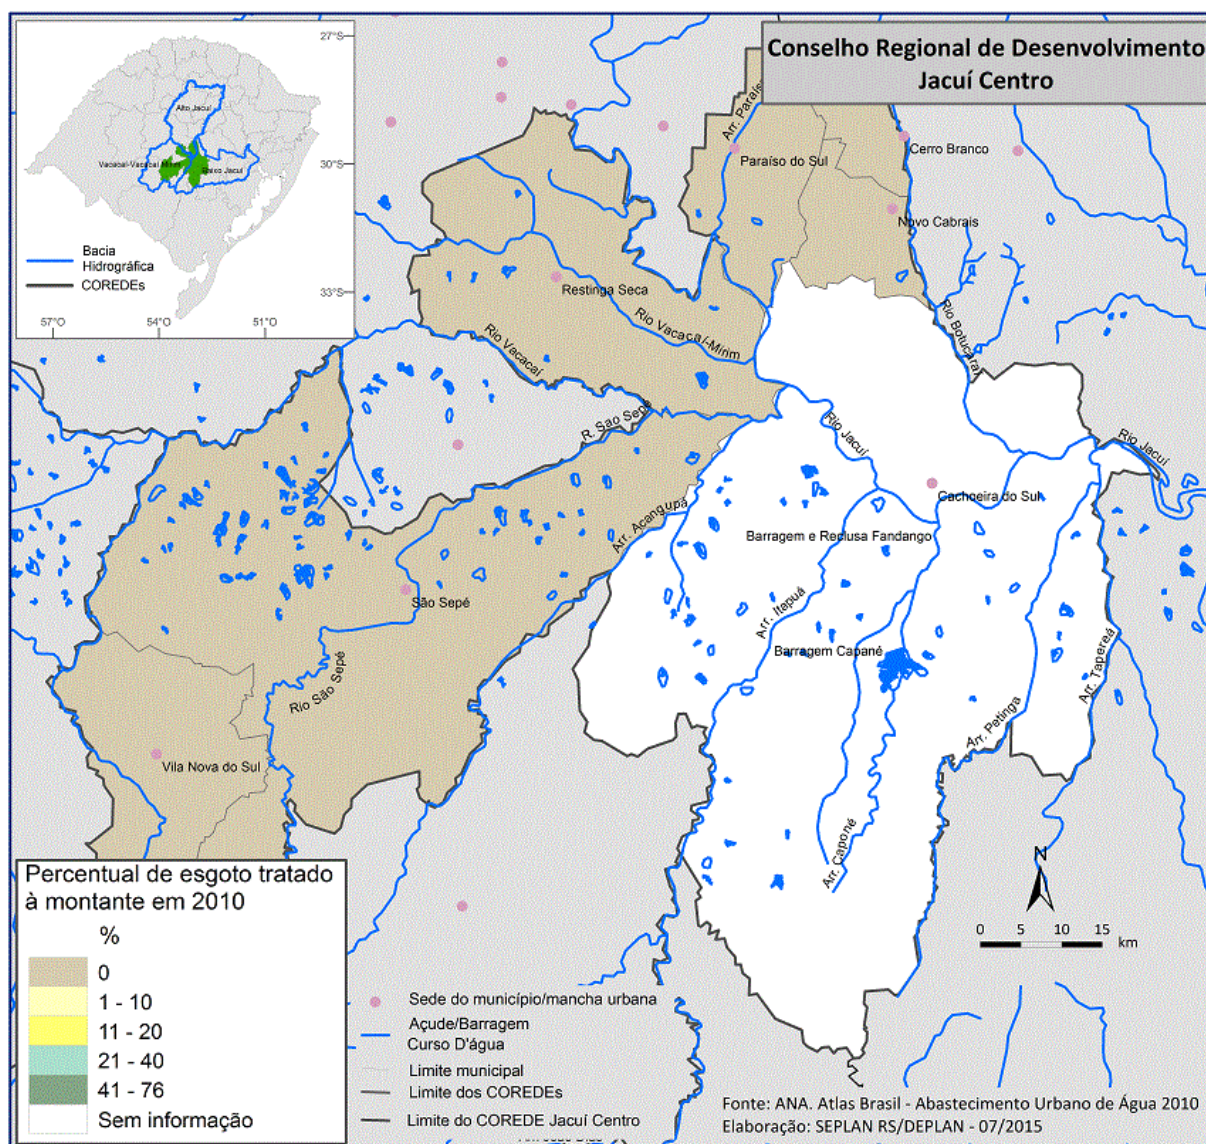 Conselho Regional de Desenvolvimento
Jacuí Centro
27°S
30°S
33°S
57°O
54°O
51°O
Alto Jacuí
Vacacaí-Vacacaí Mirim
Baixo Jacuí
Bacia
Hidrográfica
COREDEs
Arr. Paraís
Paraíso do Sul
Cerro Branco
Novo Cabrais
Restinga Seca
Rio Vacacaí-Mirim
Rio Botucaraí
Rio Vacacaí
R. São Sepé
Rio Jacuí
Rio Jacuí
Cachoeira do Sul
Arr. Acangupá
Barragem e Reclusa Fandango
São Sepé
Arr. Itapuá
Barragem Capané
Rio São Sepé
Arr. Tapereá
Arr. Petinga
Vila Nova do Sul
Arr. Caponé
N
0 5 10 15
km
Percentual de esgoto tratado
à montante em 2010
%
0
1 - 10
11 - 20
21 - 40
41 - 76
Sem informação
Sede do município/mancha urbana
Açude/Barragem
Curso D'água
Limite municipal
Limite dos COREDEs
Limite do COREDE Jacuí Centro
Fonte: ANA. Atlas Brasil - Abastecimento Urbano de Água 2010
Elaboração: SEPLAN RS/DEPLAN - 07/2015